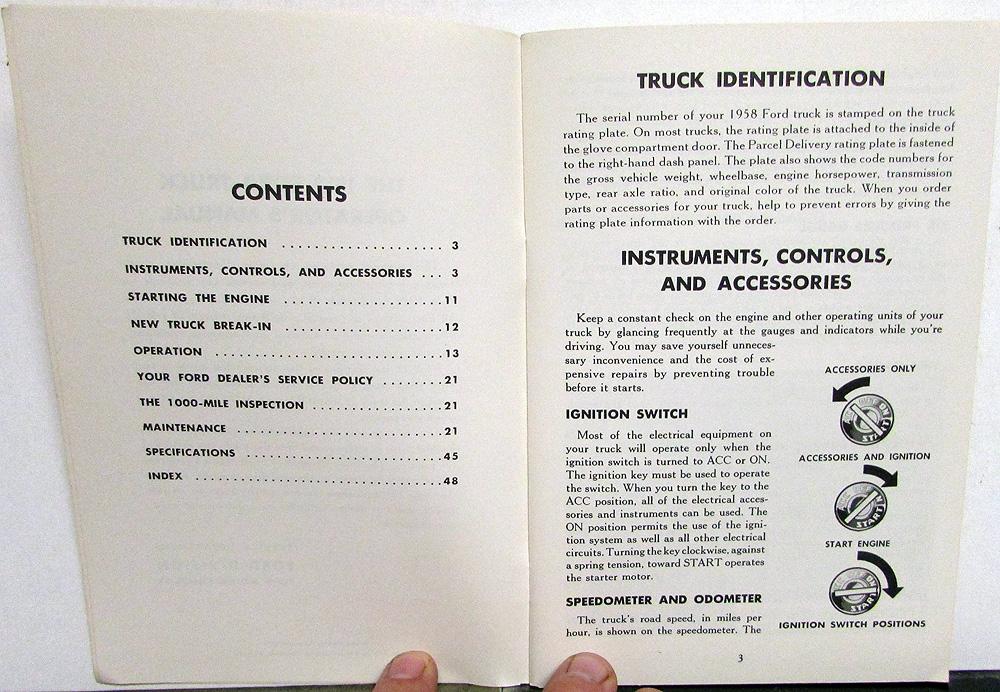 CONTENTS
TRUCK IDENTIFICATION . . . . . . . . . . . . . . . . . . . . . 3
INSTRUMENTS, CONTROLS, AND ACCESSORIES . . . 3
STARTING THE ENGINE . . . . . . . . . . . . . . . . . . . . 11
NEW TRUCK BREAK-IN . . . . . . . . . . . . . . . . . . . . 12
OPERATION . . . . . . . . . . . . . . . . . . . . . . . . . . . . 13
YOUR FORD DEALER'S SERVICE POLICY . . . . . . . . 21
THE 1000-MILE INSPECTION . . . . . . . . . . . . . . . . 21
MAINTENANCE . . . . . . . . . . . . . . . . . . . . . . . . . 21
SPECIFICATIONS . . . . . . . . . . . . . . . . . . . . . . . . 45
INDEX . . . . . . . . . . . . . . . . . . . . . . . . . . . . . . 48
TRUCK IDENTIFICATION
The serial number of your 1958 Ford truck is stamped on the truck
rating plate. On most trucks, the rating plate is attached to the inside of
the glove compartment door. The Parcel Delivery rating plate is fastened
to the right-hand dash panel. The plate also shows the code numbers for
the gross vehicle weight, wheelbase, engine horsepower, transmission
type, rear axle ratio, and original color of the truck. When you order
parts or accessories for your truck, help to prevent errors by giving the
rating plate information with the order.
INSTRUMENTS, CONTROLS,
AND ACCESSORIES
Keep a constant check on the engine and other operating units of your
truck by glancing frequently at the gauges and indicators while you're
driving. You may save yourself unneces-
sary inconvenience and the cost of ex-
pensive repairs by preventing trouble
before it starts.
IGNITION SWITCH
Most of the electrical equipment on
your truck will operate only when the
ignition switch is turned to ACC or ON.
The ignition key must be used to operate
the switch. When you turn the key to the
ACC position, all of the electrical acces-
sories and instruments can be used. The
ON position permits the use of the igni-
tion system as well as all other electrical
circuits. Turning the key clockwise, against
a spring tension, toward START operates
the starter motor.
SPEEDOMETER AND ODOMETER
The truck's road speed, in miles per
hour, is shown on the speedometer. The
ACCESSORIES ONLY
ACCESSORIES AND IGNITION
START
START ENGINE
START
IGNITION SWITCH POSITIONS
3